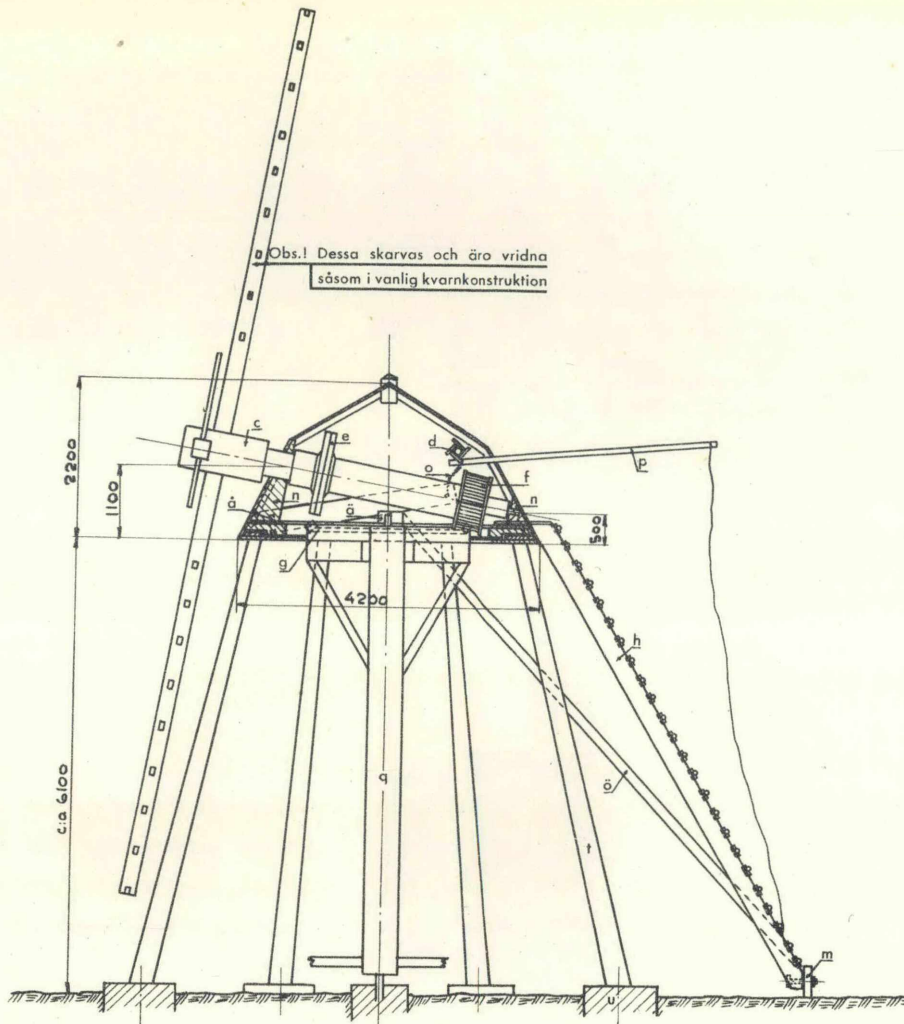 Obs.! Dessa skarvas och äro vridna
såsom i vanlig kvarnkonstruktion
2200
1100
c
e
d
o
p
f
n
n
å
ä
500
g
4200
h
q
ö
c:a 6100
t
m
u